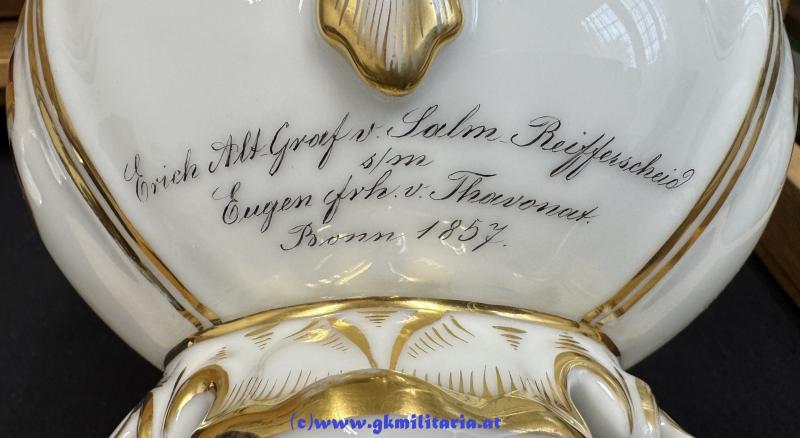 Erich Alt-Graf v. Salm-Reifferscheid
s/m
Eugen Frh. v. Thavonat.
Bonn 1857.
(c)www.gkmilitaria.at